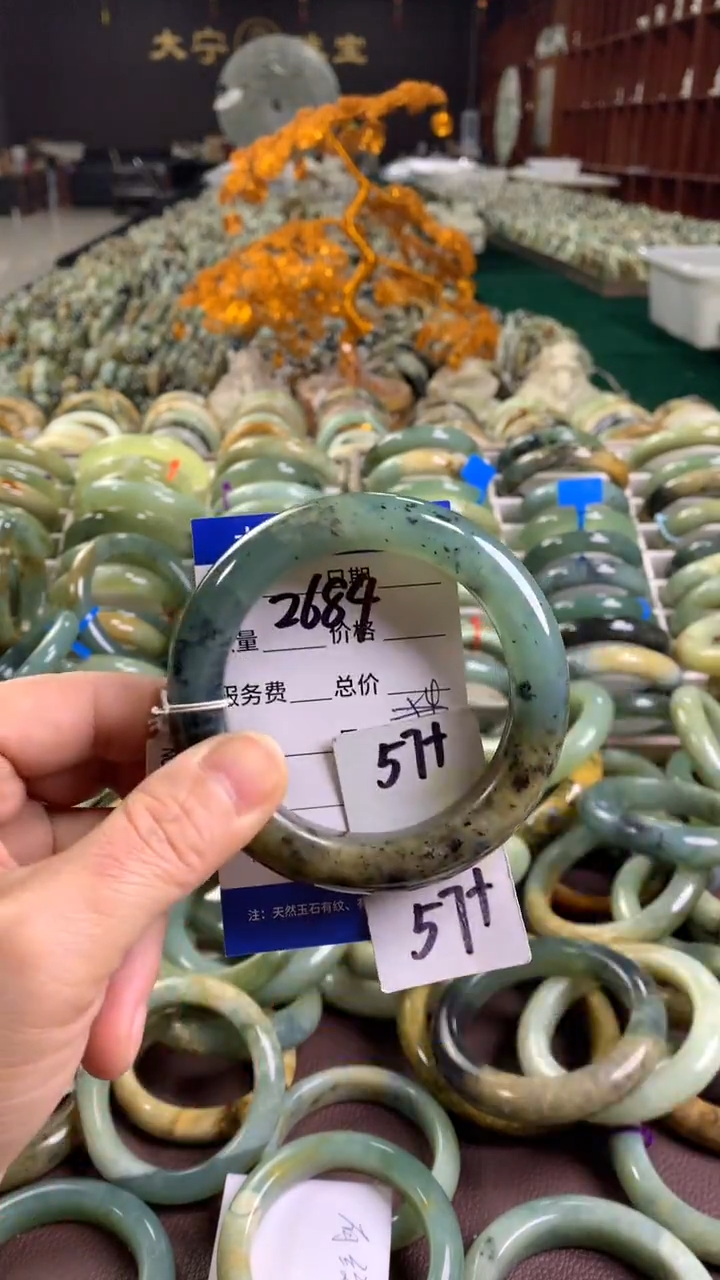 大宁 宝
日期
2684
量 价格
服务费 总价
57+
57+
注：天然玉石有纹、